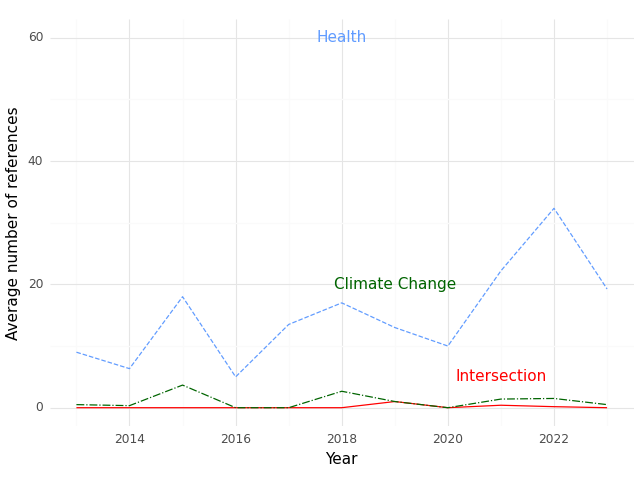 60
Health
40
Average number of references
20
Climate Change
Intersection
0
2014 2016 2018 2020 2022
Year